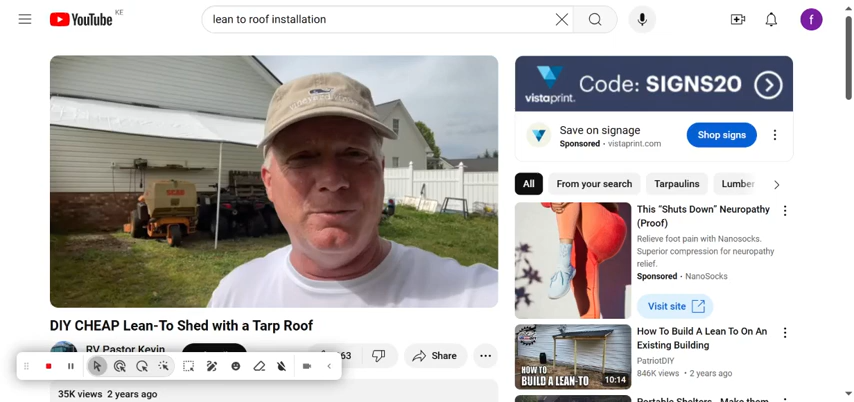 YouTube KE
lean to roof installation
f
vistaprint.
Code: SIGNS20
Save on signage
Sponsored · vistaprint.com
Shop signs
All
From your search
Tarpaulins
Lumber
This “Shuts Down” Neuropathy
(Proof)
Relieve foot pain with Nanosocks.
Superior compression for neuropathy
relief.
Sponsored · NanoSocks
Visit site
DIY CHEAP Lean-To Shed with a Tarp Roof
RV Pastor Kevin
63
Share
35K views 2 years ago
HOW TO
BUILD A LEAN-TO
10:14
How To Build A Lean To On An
Existing Building
PatriotDIY
846K views • 2 years ago